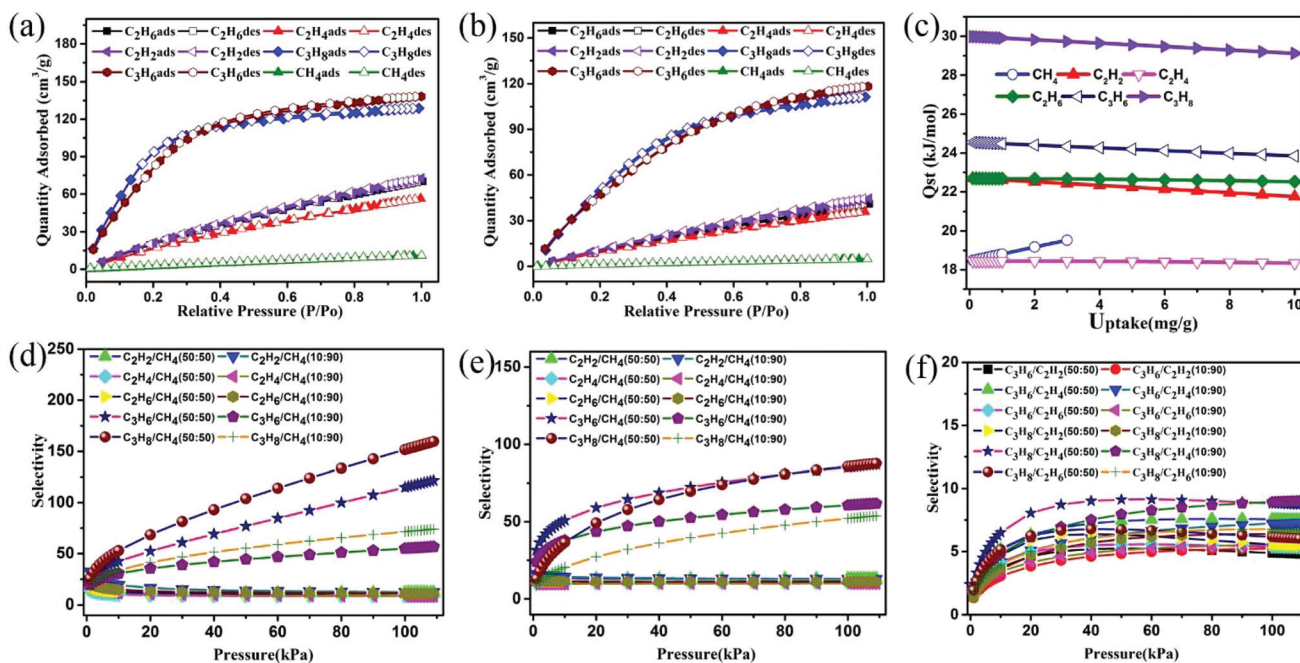 (a)
C₂H₆ads C₂H₆des C₂H₄ads C₂H₄des
C₂H₂ads C₂H₂des C₃H₈ads C₃H₈des
C₃H₆ads C₃H₆des CH₄ads CH₄des
Quantity Adsorbed (cm³/g)
180
150
120
90
60
30
0
0.0 0.2 0.4 0.6 0.8 1.0
Relative Pressure (P/Po)
(b)
C₂H₆ads C₂H₆des C₂H₄ads C₂H₄des
C₂H₂ads C₂H₂des C₃H₈ads C₃H₈des
C₃H₆ads C₃H₆des CH₄ads CH₄des
Quantity Adsorbed (cm³/g)
150
120
90
60
30
0
0.0 0.2 0.4 0.6 0.8 1.0
Relative Pressure (P/Po)
(c)
CH₄ C₂H₂ C₂H₄
C₂H₆ C₃H₆ C₃H₈
Qst (kJ/mol)
30
28
26
24
22
20
18
0 2 4 6 8 10
Uptake(mg/g)
(d)
C₂H₂/CH₄(50:50) C₂H₂/CH₄(10:90)
C₂H₄/CH₄(50:50) C₂H₄/CH₄(10:90)
C₂H₆/CH₄(50:50) C₂H₆/CH₄(10:90)
C₃H₆/CH₄(50:50) C₃H₆/CH₄(10:90)
C₃H₈/CH₄(50:50) C₃H₈/CH₄(10:90)
Selectivity
250
200
150
100
50
0
0 20 40 60 80 100
Pressure(kPa)
(e)
C₂H₂/CH₄(50:50) C₂H₂/CH₄(10:90)
C₂H₄/CH₄(50:50) C₂H₄/CH₄(10:90)
C₂H₆/CH₄(50:50) C₂H₆/CH₄(10:90)
C₃H₆/CH₄(50:50) C₃H₆/CH₄(10:90)
C₃H₈/CH₄(50:50) C₃H₈/CH₄(10:90)
Selectivity
150
100
50
0
0 20 40 60 80 100
Pressure(kPa)
(f)
C₃H₆/C₂H₂(50:50) C₃H₆/C₂H₂(10:90)
C₃H₆/C₂H₄(50:50) C₃H₆/C₂H₄(10:90)
C₃H₆/C₂H₆(50:50) C₃H₆/C₂H₆(10:90)
C₃H₈/C₂H₂(50:50) C₃H₈/C₂H₂(10:90)
C₃H₈/C₂H₄(50:50) C₃H₈/C₂H₄(10:90)
C₃H₈/C₂H₆(50:50) C₃H₈/C₂H₆(10:90)
Selectivity
20
15
10
5
0
0 20 40 60 80 100
Pressure(kPa)